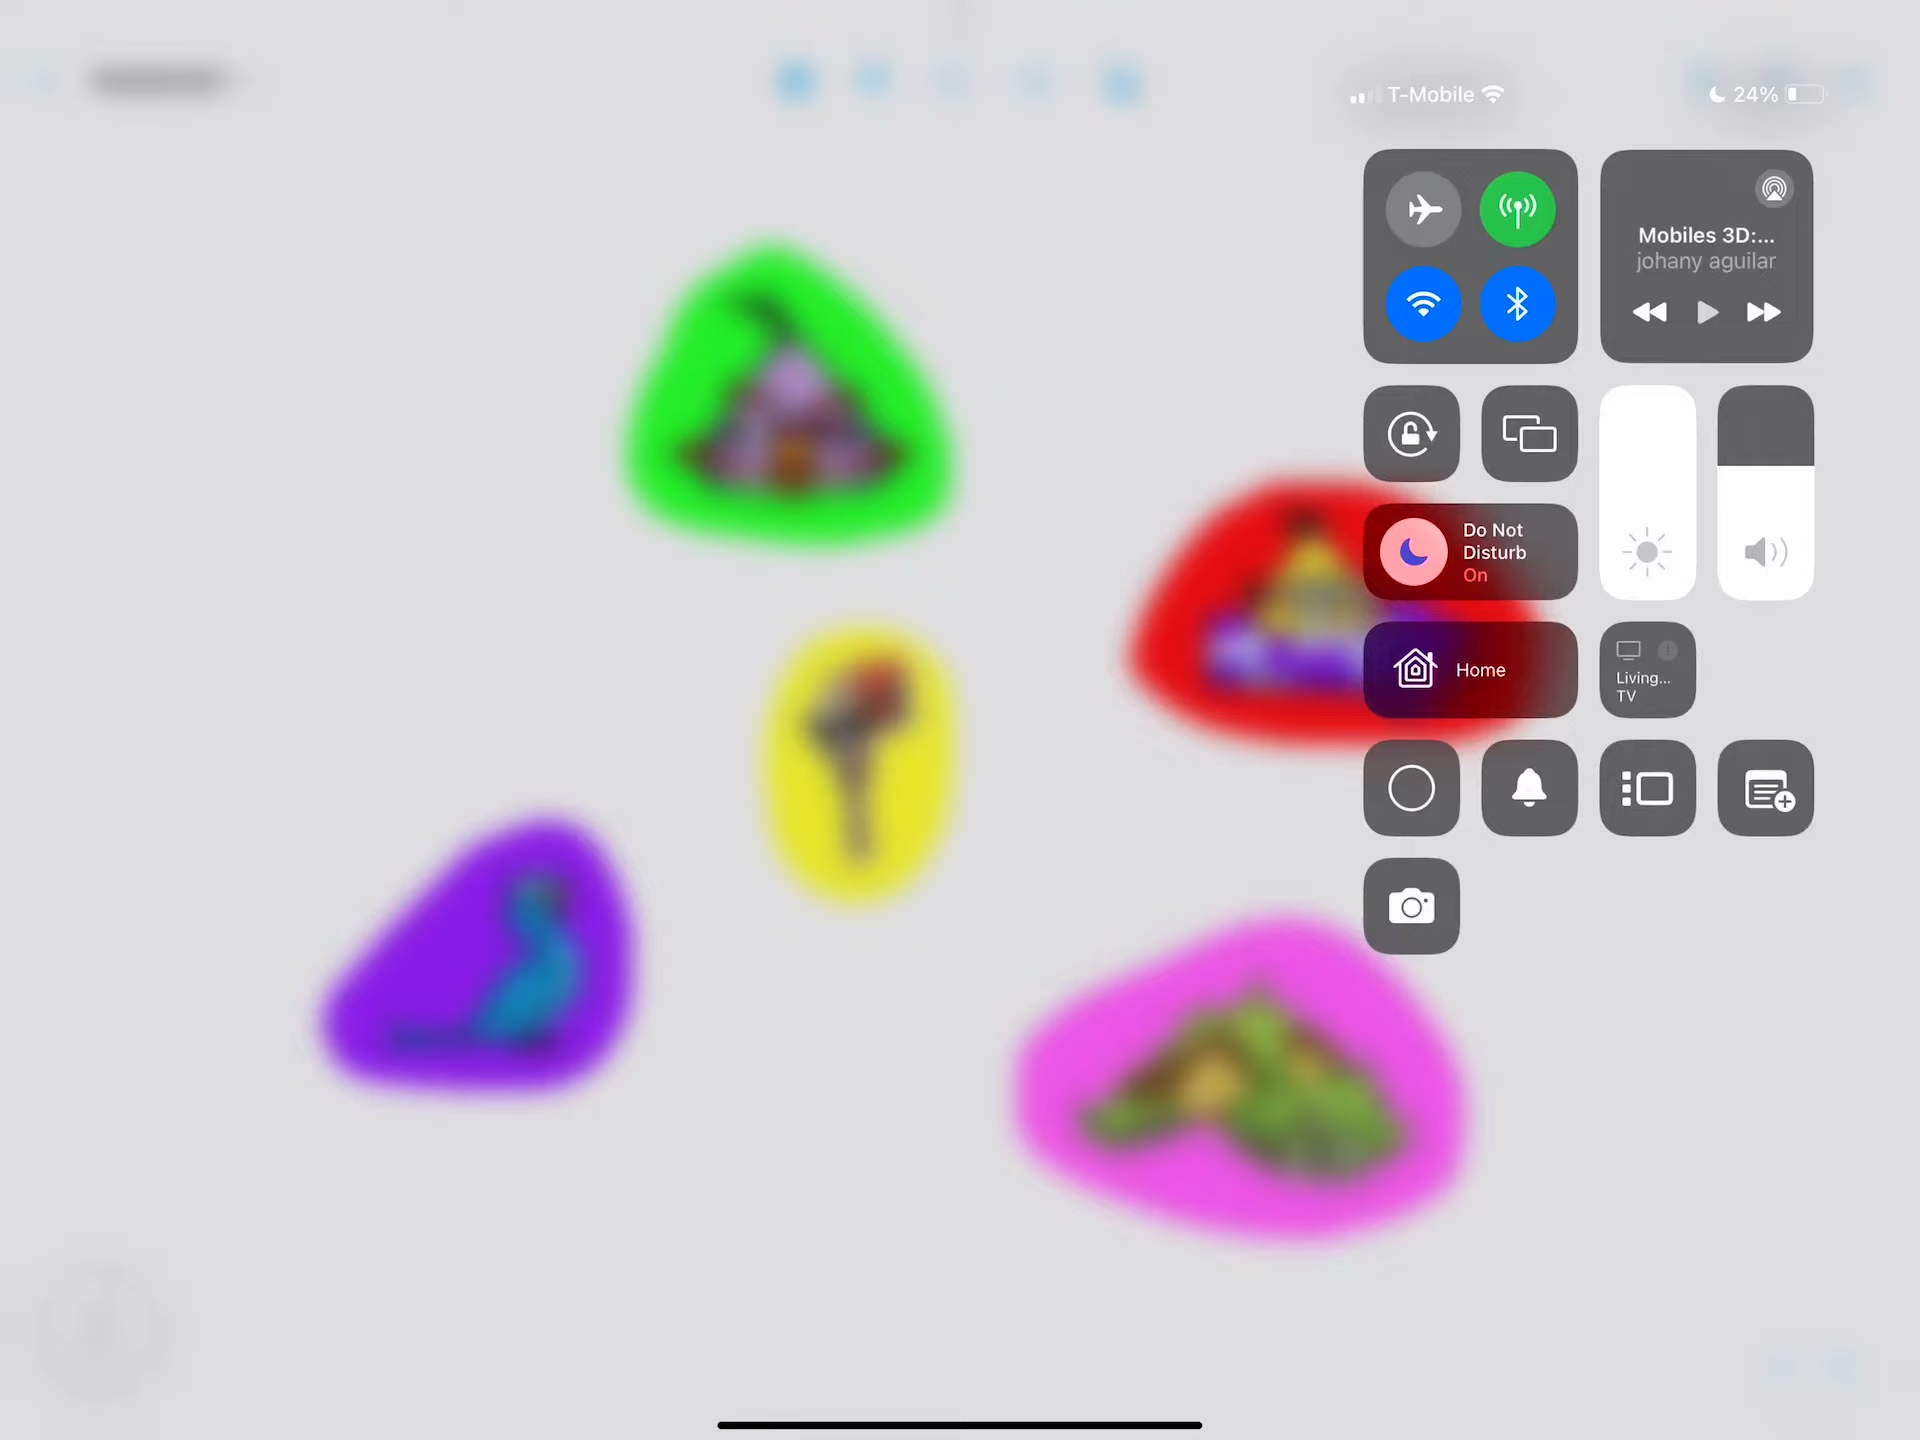 T-Mobile
24%
Mobiles 3D:...
johany aguilar
Do Not
Disturb
On
Home
Living...
TV